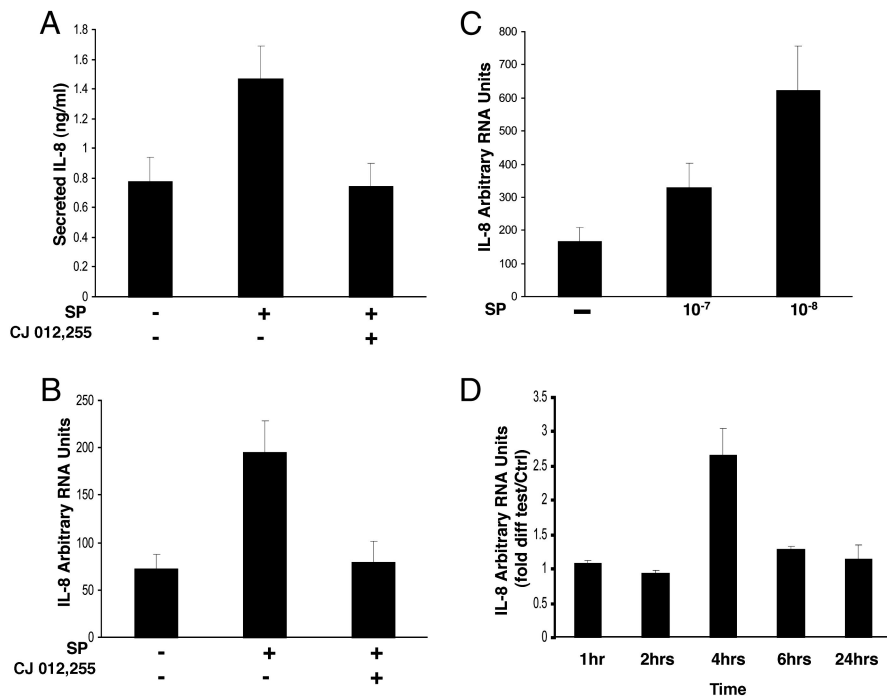 A
Secreted IL-8 (ng/ml)
1.8
1.6
1.4
1.2
1
0.8
0.6
0.4
0.2
0
SP - + +
CJ 012,255 - - +
C
IL-8 Arbitrary RNA Units
800
700
600
500
400
300
200
100
0
SP – 10-7 10-8
B
IL-8 Arbitrary RNA Units
250
200
150
100
50
0
SP - + +
CJ 012,255 - - +
D
IL-8 Arbitrary RNA Units
(fold diff test/Ctrl)
3.5
3
2.5
2
1.5
1
0.5
0
1hr 2hrs 4hrs 6hrs 24hrs
Time